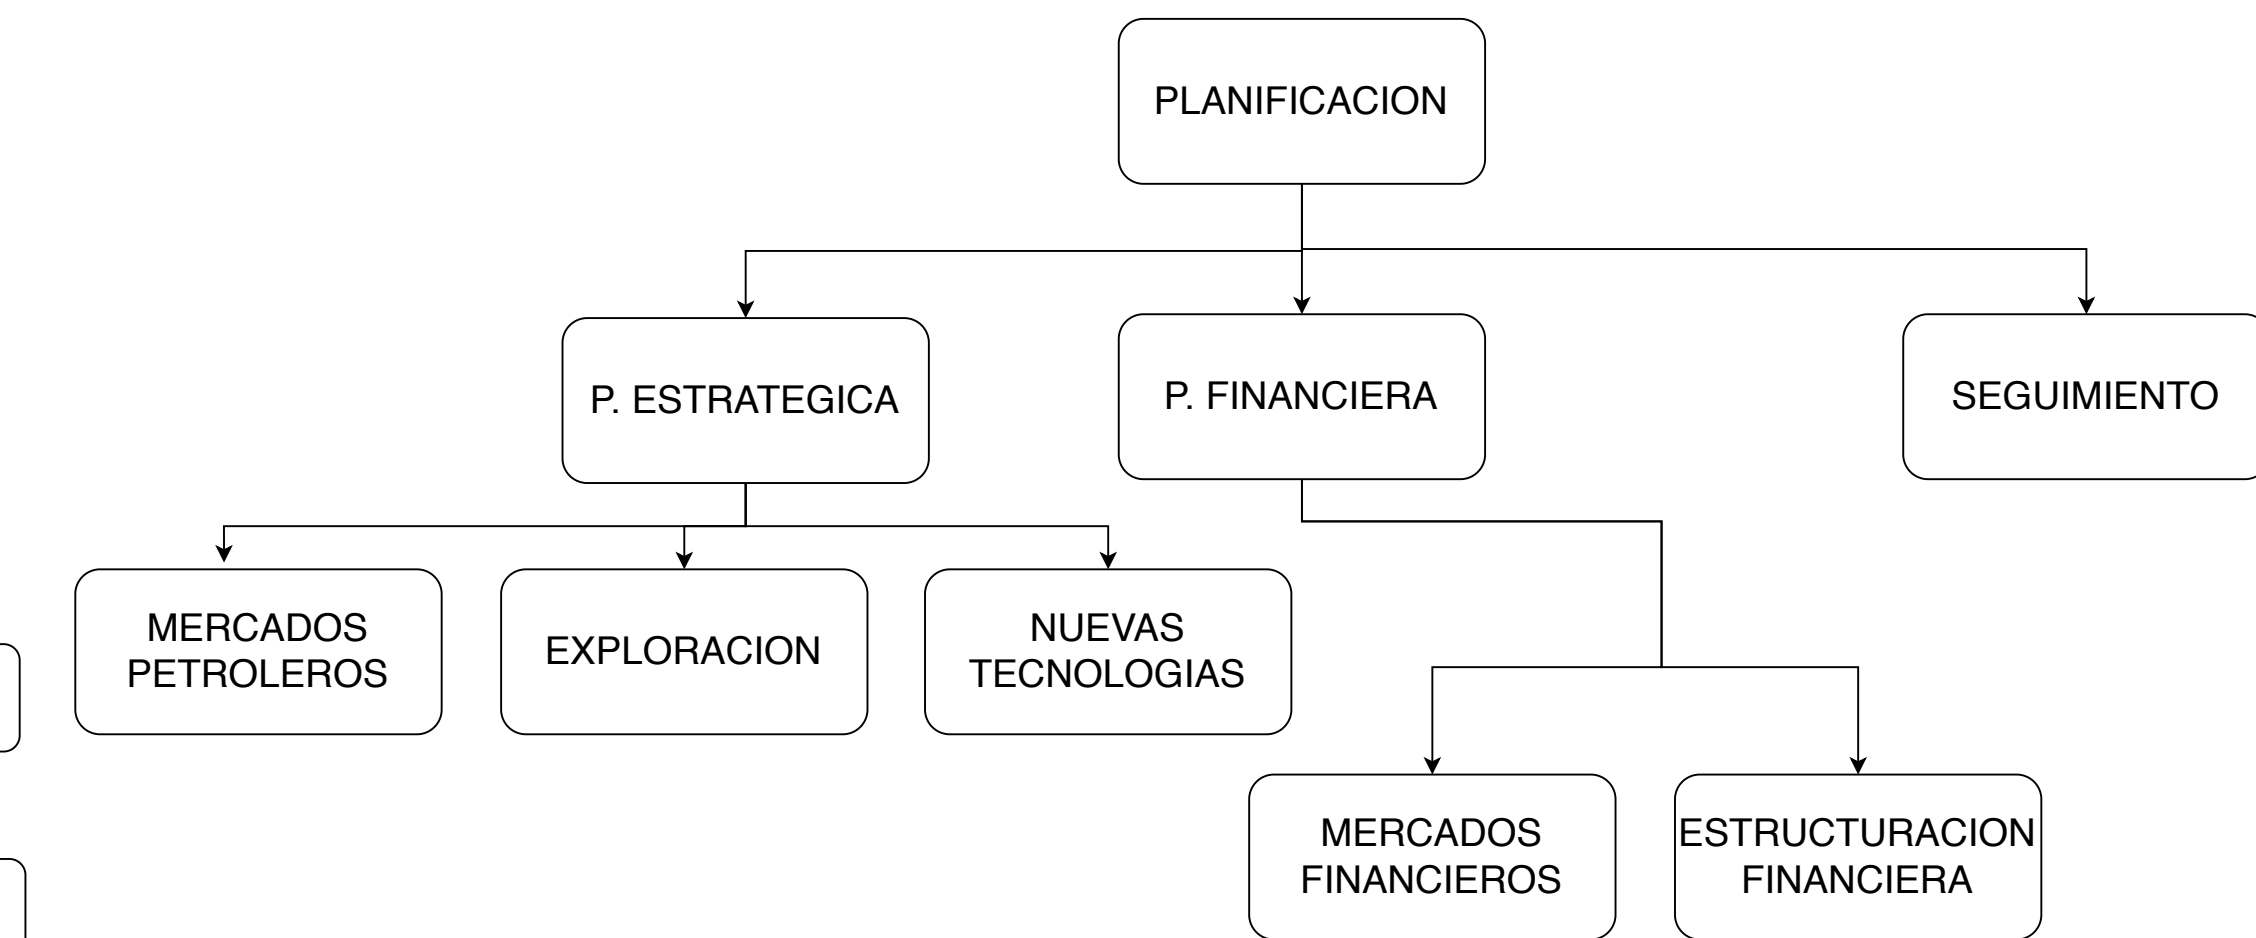 PLANIFICACION
P. ESTRATEGICA
P. FINANCIERA
SEGUIMIENTO
MERCADOS
PETROLEROS
EXPLORACION
NUEVAS
TECNOLOGIAS
MERCADOS
FINANCIEROS
ESTRUCTURACION
FINANCIERA